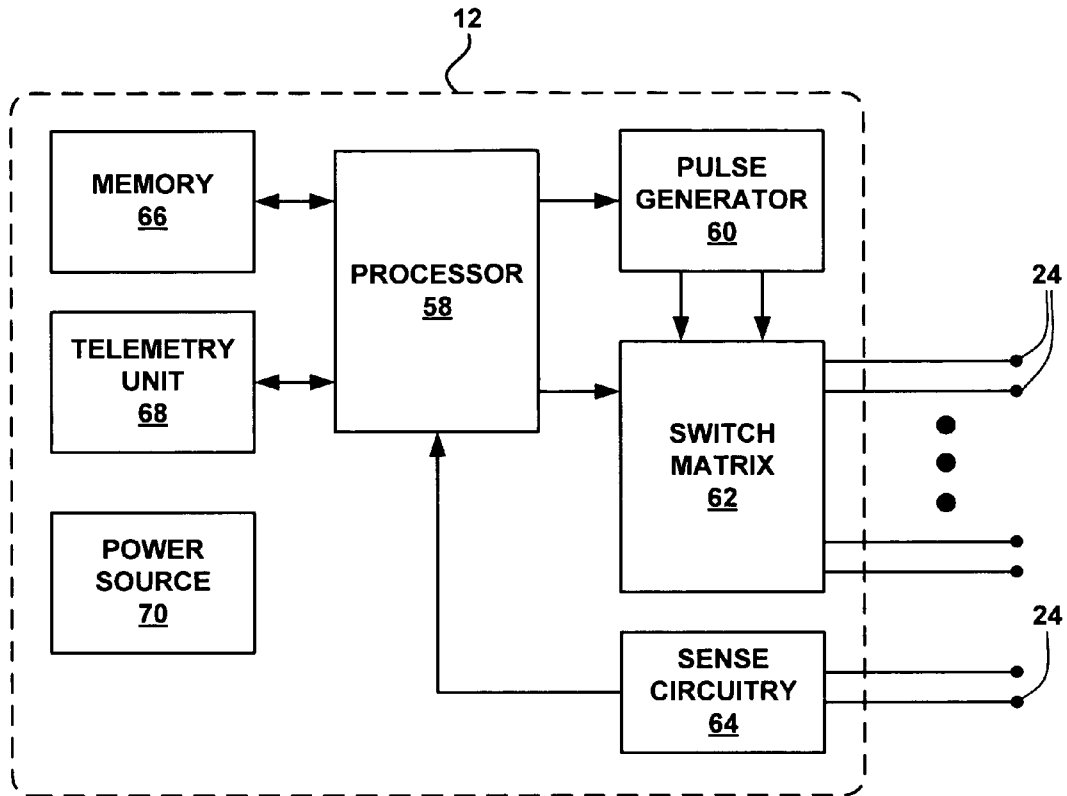 12
MEMORY
66
PROCESSOR
58
PULSE
GENERATOR
60
TELEMETRY
UNIT
68
SWITCH
MATRIX
62
24
POWER
SOURCE
70
SENSE
CIRCUITRY
64
24